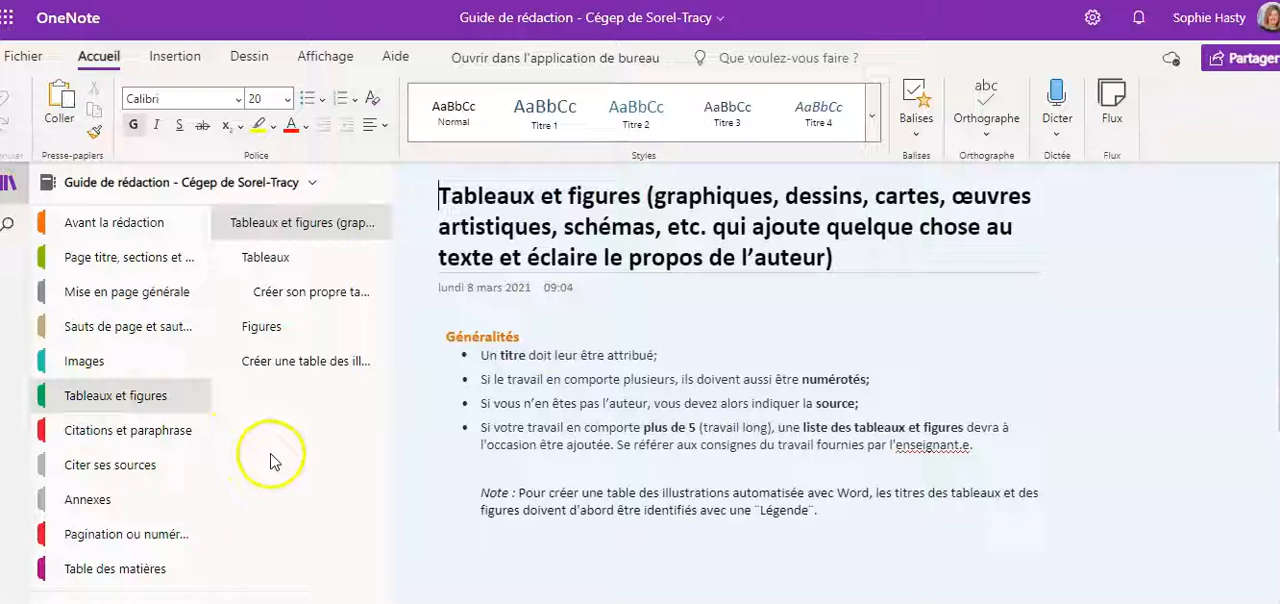 OneNote
Guide de rédaction - Cégep de Sorel-Tracy
Sophie Hasty
Fichier
Accueil
Insertion
Dessin
Affichage
Aide
Ouvrir dans l'application de bureau
Que voulez-vous faire ?
Partager
Coller
Calibri
20
G
I
S
ab
x₂
A
AaBbCc
Normal
AaBbCc
Titre 1
AaBbCc
Titre 2
AaBbCc
Titre 3
AaBbCc
Titre 4
Balises
abc
Orthographe
Dicter
Flux
Presse-papiers
Police
Styles
Balises
Orthographe
Dictée
Flux
Guide de rédaction - Cégep de Sorel-Tracy
Avant la rédaction
Page titre, sections et ...
Mise en page générale
Sauts de page et saut...
Images
Tableaux et figures
Citations et paraphrase
Citer ses sources
Annexes
Pagination ou numér...
Table des matières
Tableaux et figures (grap...
Tableaux
Créer son propre ta...
Figures
Créer une table des ill...
Tableaux et figures (graphiques, dessins, cartes, œuvres
artistiques, schémas, etc. qui ajoute quelque chose au
texte et éclaire le propos de l'auteur)
lundi 8 mars 2021 09:04
Généralités
• Un titre doit leur être attribué;
• Si le travail en comporte plusieurs, ils doivent aussi être numérotés;
• Si vous n'en êtes pas l'auteur, vous devez alors indiquer la source;
• Si votre travail en comporte plus de 5 (travail long), une liste des tableaux et figures devra à
l'occasion être ajoutée. Se référer aux consignes du travail fournies par l'enseignant.e.
Note : Pour créer une table des illustrations automatisée avec Word, les titres des tableaux et des
figures doivent d'abord être identifiés avec une ¨Légende¨.